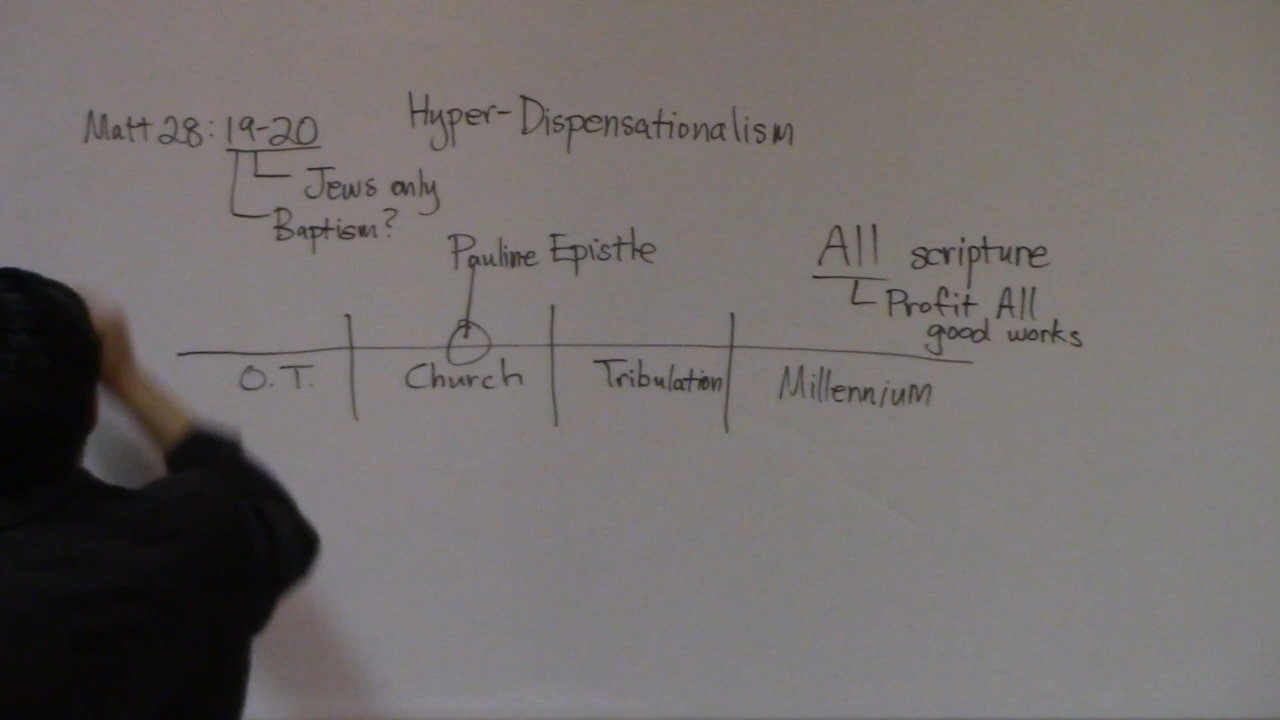 Hyper-Dispensationalism
Matt 28:19-20
Jews only
Baptism?
Pauline Epistle
All scripture
Profit All
good works
O.T. Church Tribulation Millennium